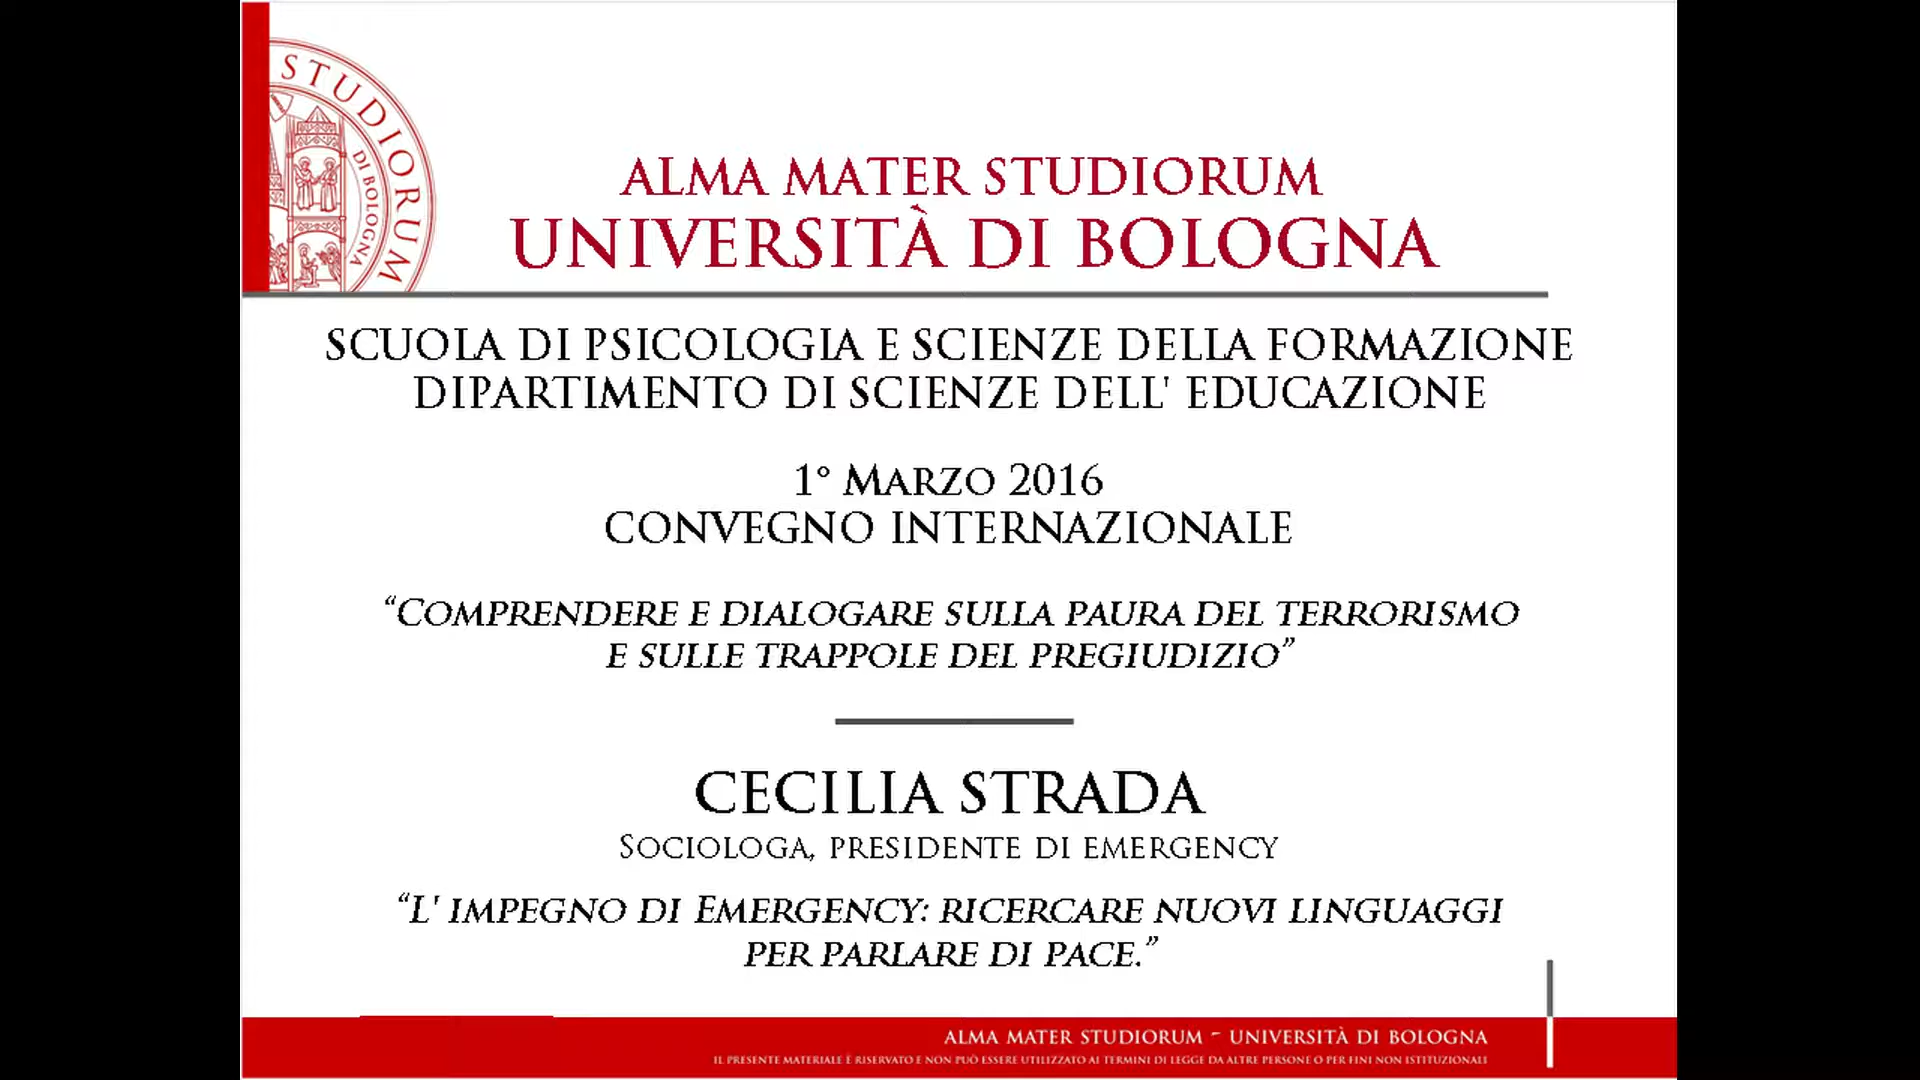 STUDIORUM
DI BOLOGNA
ALMA MATER STUDIORUM
UNIVERSITÀ DI BOLOGNA
SCUOLA DI PSICOLOGIA E SCIENZE DELLA FORMAZIONE
DIPARTIMENTO DI SCIENZE DELL' EDUCAZIONE
1° MARZO 2016
CONVEGNO INTERNAZIONALE
“COMPRENDERE E DIALOGARE SULLA PAURA DEL TERRORISMO
E SULLE TRAPPOLE DEL PREGIUDIZIO”
CECILIA STRADA
SOCIOLOGA, PRESIDENTE DI EMERGENCY
“L' IMPEGNO DI EMERGENCY: RICERCARE NUOVI LINGUAGGI
PER PARLARE DI PACE.”
ALMA MATER STUDIORUM ~ UNIVERSITÀ DI BOLOGNA
IL PRESENTE MATERIALE È RISERVATO E NON PUÒ ESSERE UTILIZZATO AI TERMINI DI LEGGE DA ALTRE PERSONE O PER FINI NON ISTITUZIONALI